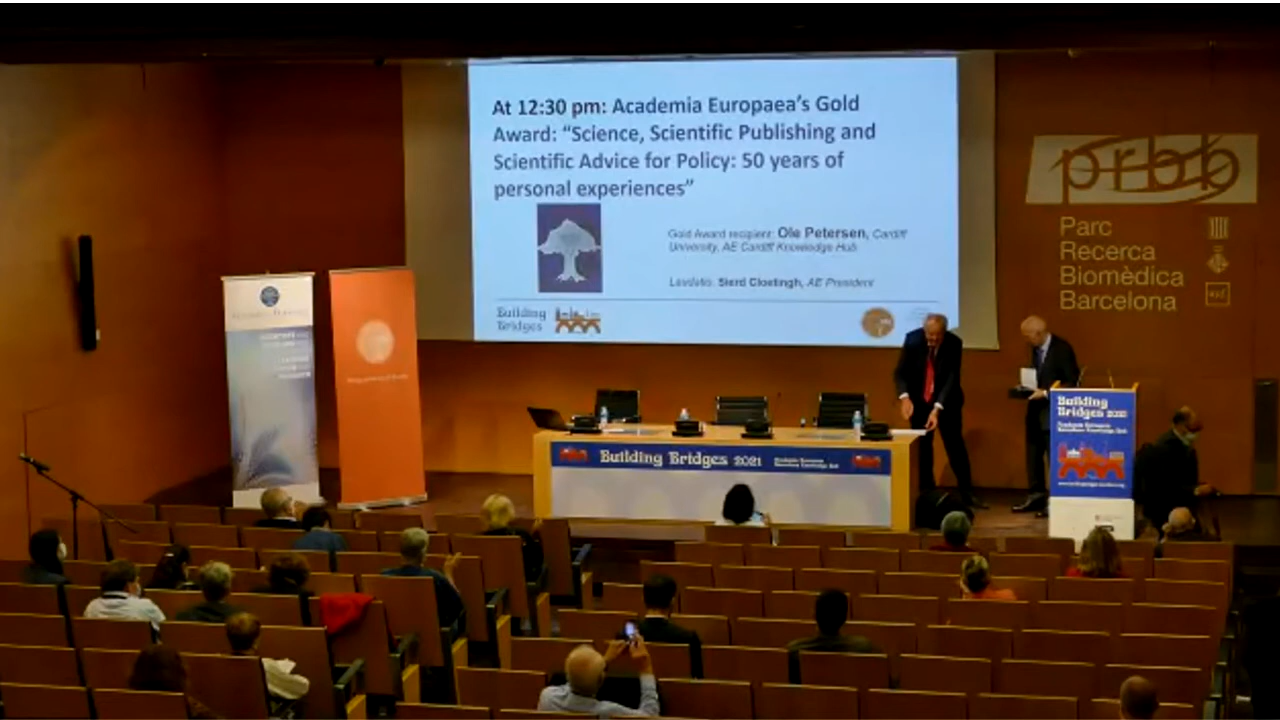 At 12:30 pm: Academia Europaea's Gold
Award: "Science, Scientific Publishing and
Scientific Advice for Policy: 50 years of
personal experiences"
Gold Award recipient: Ole Petersen, Cardiff
University, AE Cardiff Knowledge Hub
Laudatio: Sierd Cloetingh, AE President
Building
Bridges
prbb
Parc
Recerca
Biomèdica
Barcelona
Building
Bridges 2021
Building Bridges 2021